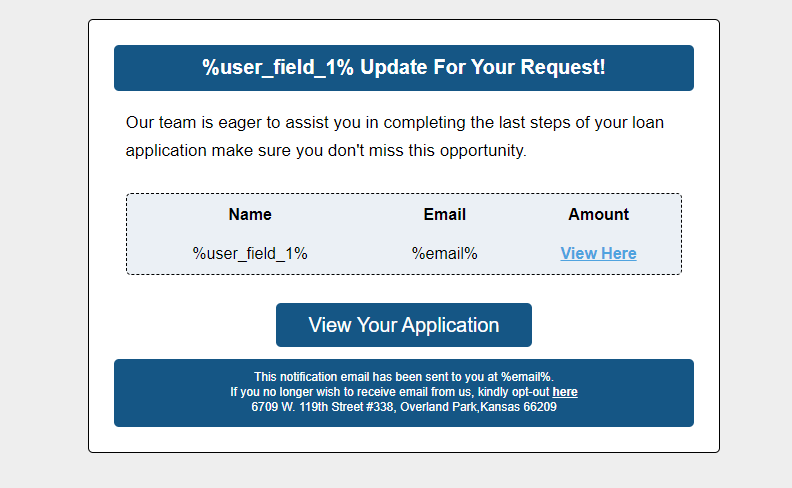 %user_field_1% Update For Your Request!
Our team is eager to assist you in completing the last steps of your loan
application make sure you don't miss this opportunity.
Name Email Amount
%user_field_1% %email% View Here
View Your Application
This notification email has been sent to you at %email%.
If you no longer wish to receive email from us, kindly opt-out here
6709 W. 119th Street #338, Overland Park,Kansas 66209